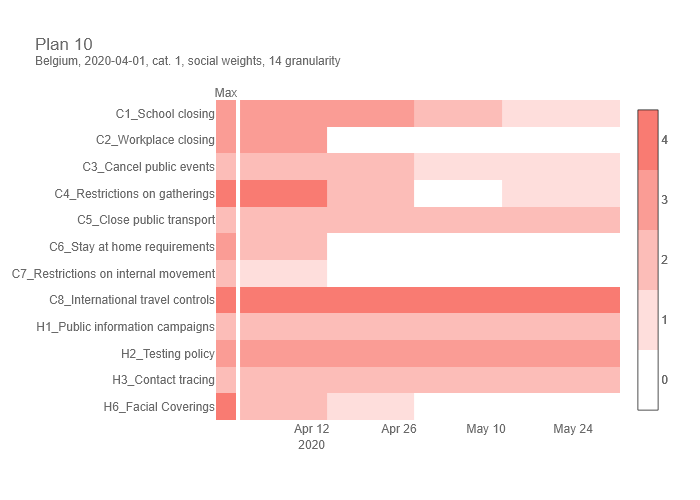 Plan 10
Belgium, 2020-04-01, cat. 1, social weights, 14 granularity
Max
C1_School closing
C2_Workplace closing
C3_Cancel public events
C4_Restrictions on gatherings
C5_Close public transport
C6_Stay at home requirements
C7_Restrictions on internal movement
C8_International travel controls
H1_Public information campaigns
H2_Testing policy
H3_Contact tracing
H6_Facial Coverings
Apr 12
2020
Apr 26
May 10
May 24
4
3
2
1
0